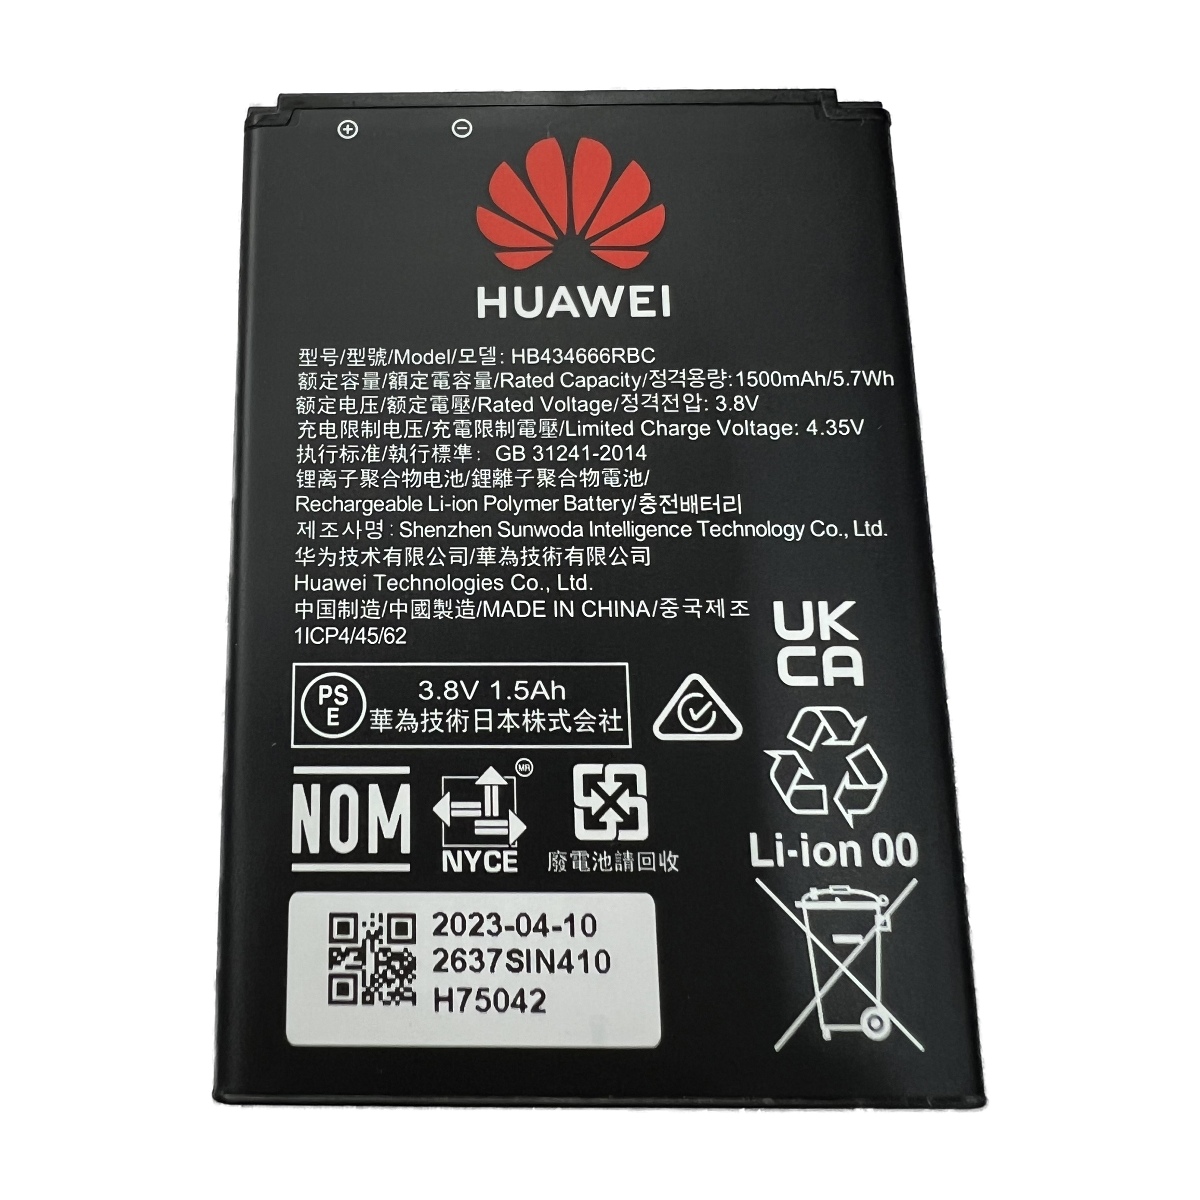 HUAWEI
型号/型號/Model/모델: HB434666RBC
额定容量/額定電容量/Rated Capacity/정격용량:1500mAh/5.7Wh
额定电压/额定電壓/Rated Voltage/정격전압: 3.8V
充电限制电压/充電限制電壓/Limited Charge Voltage: 4.35V
执行标准/執行標準: GB 31241-2014
锂离子聚合物电池/鋰離子聚合物電池/
Rechargeable Li-ion Polymer Battery/충전배터리
제조사명: Shenzhen Sunwoda Intelligence Technology Co., Ltd.
华为技术有限公司/華為技術有限公司
Huawei Technologies Co., Ltd.
中国制造/中國製造/MADE IN CHINA/중국제조
1ICP4/45/62
UK
CA
PS
E
3.8V 1.5Ah
華為技術日本株式会社
NOM
MR
NYCE
廢電池請回收
Li-ion 00
2023-04-10
2637SIN410
H75042